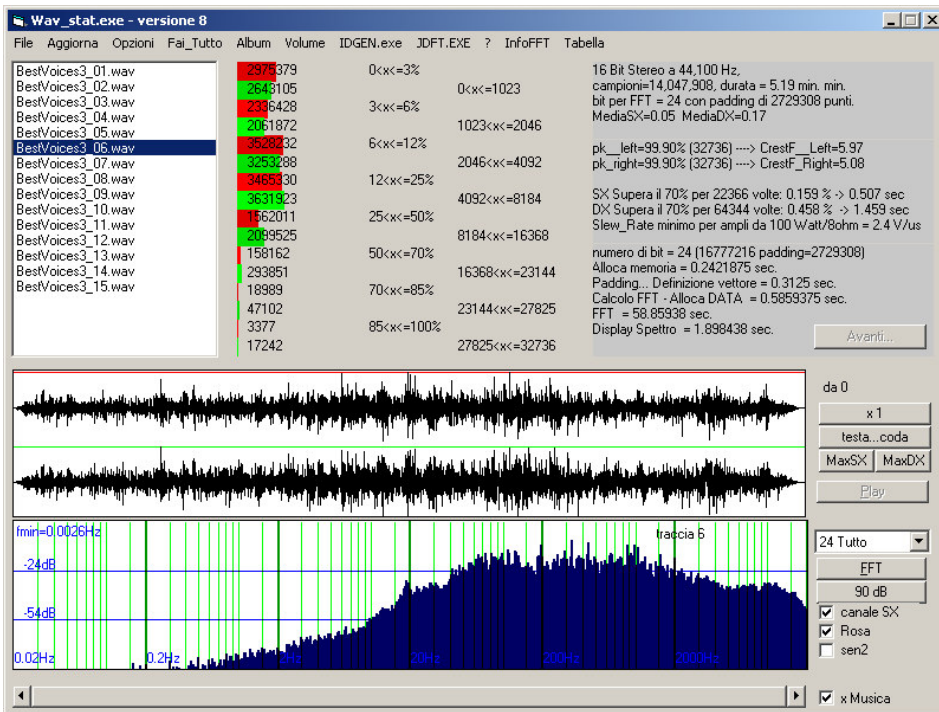 Wav_stat.exe - versione 8
File Aggiorna Opzioni Fai_Tutto Album Volume IDGEN.exe JDFT.EXE ? InfoFFT Tabella
BestVoices3_01.wav
BestVoices3_02.wav
BestVoices3_03.wav
BestVoices3_04.wav
BestVoices3_05.wav
BestVoices3_06.wav
BestVoices3_07.wav
BestVoices3_08.wav
BestVoices3_09.wav
BestVoices3_10.wav
BestVoices3_11.wav
BestVoices3_12.wav
BestVoices3_13.wav
BestVoices3_14.wav
BestVoices3_15.wav
2975379 0<x<=3%
2643105 0<x<=1023
2336428 3<x<=6%
2061872 1023<x<=2046
3528232 6<x<=12%
3253288 2046<x<=4092
3465330 12<x<=25%
3631923 4092<x<=8184
1562011 25<x<=50%
2099525 8184<x<=16368
158162 50<x<=70%
293851 16368<x<=23144
18989 70<x<=85%
47102 23144<x<=27825
3377 85<x<=100%
17242 27825<x<=32736
16 Bit Stereo a 44,100 Hz,
campioni=14,047,908, durata = 5.19 min. min.
bit per FFT = 24 con padding di 2729308 punti.
MediaSX=0.05 MediaDX=0.17
pk__left=99.90% (32736) ----> CrestF__Left=5.97
pk_right=99.90% (32736) ----> CrestF_Right=5.08
SX Supera il 70% per 22366 volte: 0.159 % -> 0.507 sec
DX Supera il 70% per 64344 volte: 0.458 % -> 1.459 sec
Slew_Rate minimo per ampli da 100 Watt/8ohm = 2.4 V/us
numero di bit = 24 (16777216 padding=2729308)
Alloca memoria = 0.2421875 sec.
Padding... Definizione vettore = 0.3125 sec.
Calcolo FFT - Alloca DATA = 0.5859375 sec.
FFT = 58.85938 sec.
Display Spettro = 1.898438 sec.
Avanti...
da 0
x 1
testa...coda
MaxSX MaxDX
Play
fmin=0.0026Hz
traccia 6
-24dB
-54dB
0.02Hz 0.2Hz 2Hz 20Hz 200Hz 2000Hz
24 Tutto
FFT
90 dB
canale SX
Rosa
sen2
x Musica